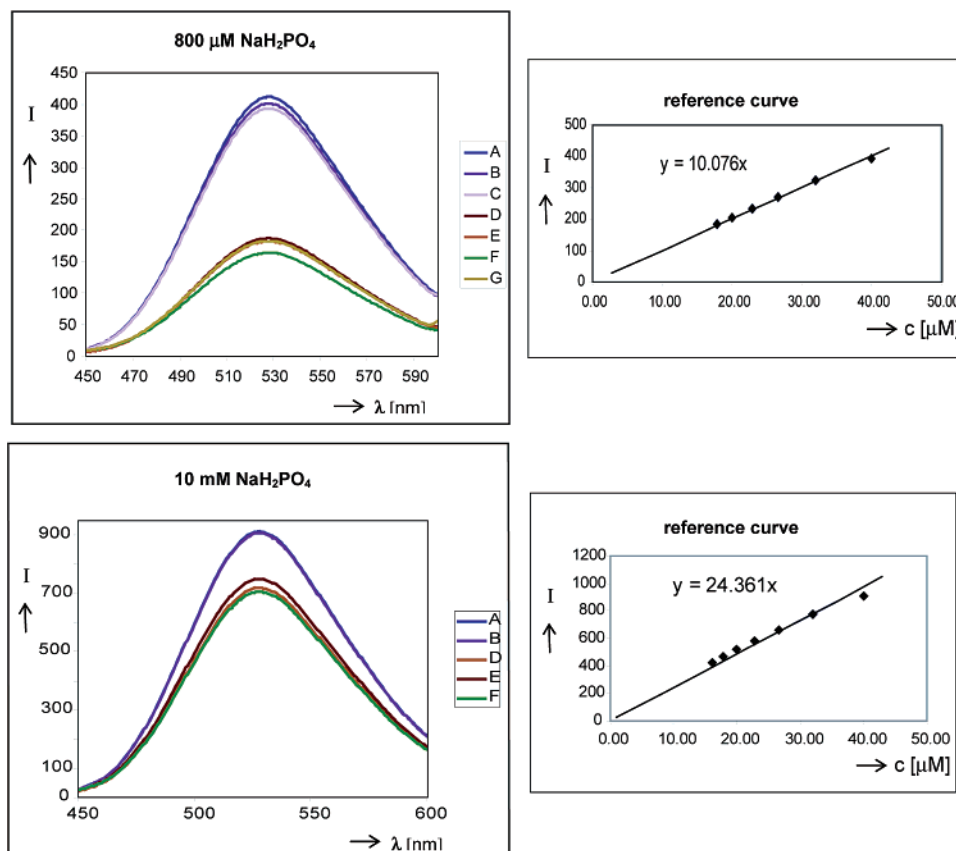 800 μM NaH₂PO₄
450
400
350
300
250
200
150
100
50
0
I
450 470 490 510 530 550 570 590
λ [nm]
A
B
C
D
E
F
G
reference curve
500
400
300
200
100
0
I
y = 10.076x
0.00 10.00 20.00 30.00 40.00 50.00
c [μM]
10 mM NaH₂PO₄
900
700
500
300
100
0
I
450 500 550 600
λ [nm]
A
B
D
E
F
reference curve
1200
1000
800
600
400
200
0
I
y = 24.361x
0.00 10.00 20.00 30.00 40.00 50.00
c [μM]